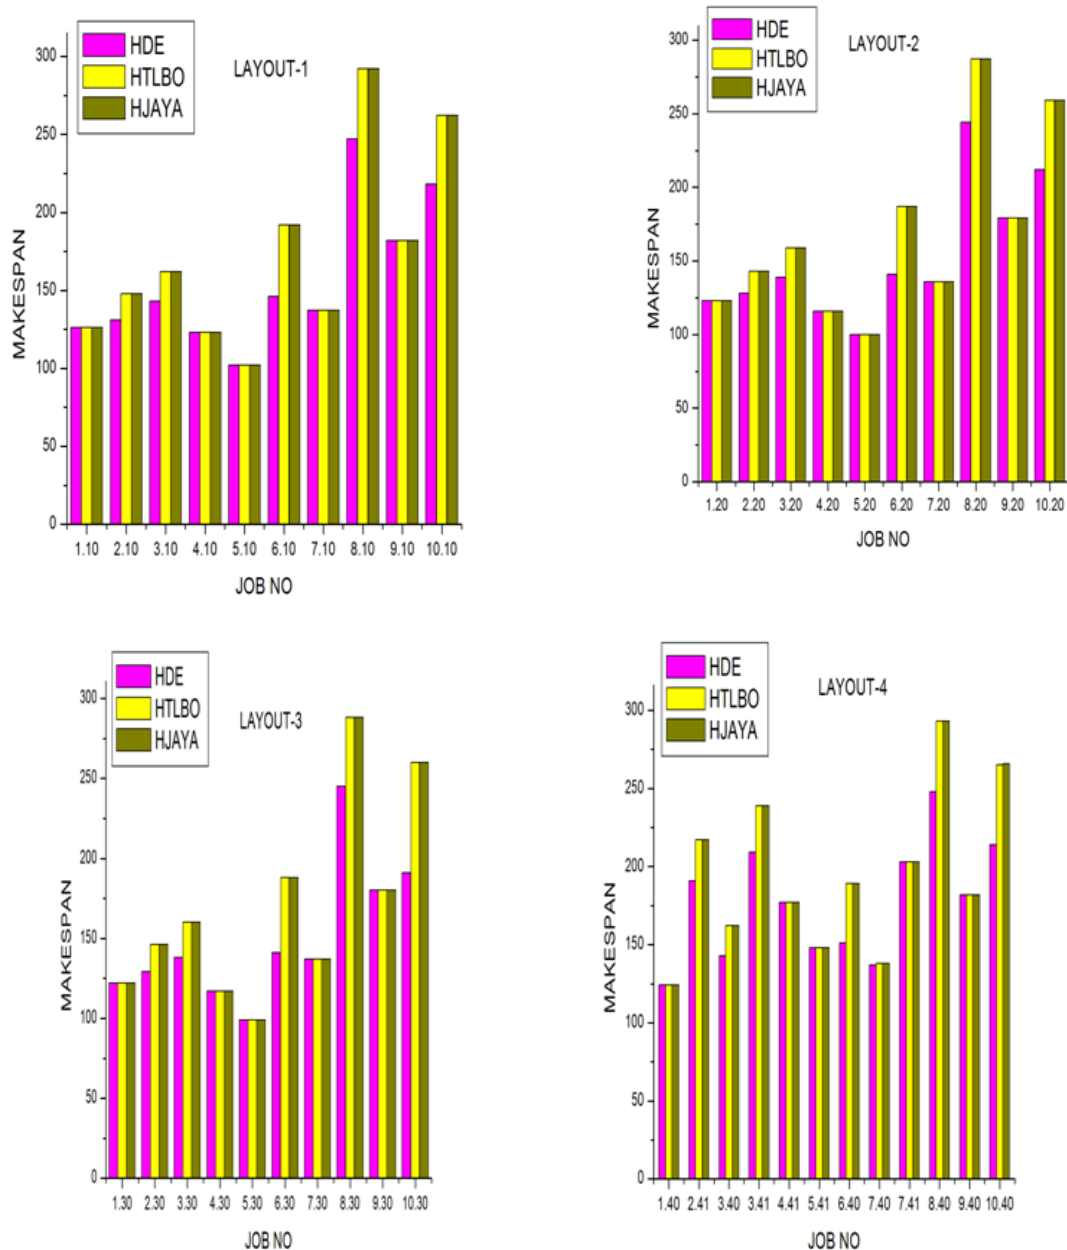 HDE
HTLBO
HJAYA
LAYOUT-1
MAKESPAN
300
250
200
150
100
50
0
1.10 2.10 3.10 4.10 5.10 6.10 7.10 8.10 9.10 10.10
JOB NO
HDE
HTLBO
HJAYA
LAYOUT-2
MAKESPAN
300
250
200
150
100
50
0
1.20 2.20 3.20 4.20 5.20 6.20 7.20 8.20 9.20 10.20
JOB NO
HDE
HTLBO
HJAYA
LAYOUT-3
MAKESPAN
300
250
200
150
100
50
0
1.30 2.30 3.30 4.30 5.30 6.30 7.30 8.30 9.30 10.30
JOB NO
HDE
HTLBO
HJAYA
LAYOUT-4
MAKESPAN
300
250
200
150
100
50
0
1.40 2.41 3.40 3.41 4.41 5.41 6.40 7.40 7.41 8.40 9.40 10.40
JOB NO